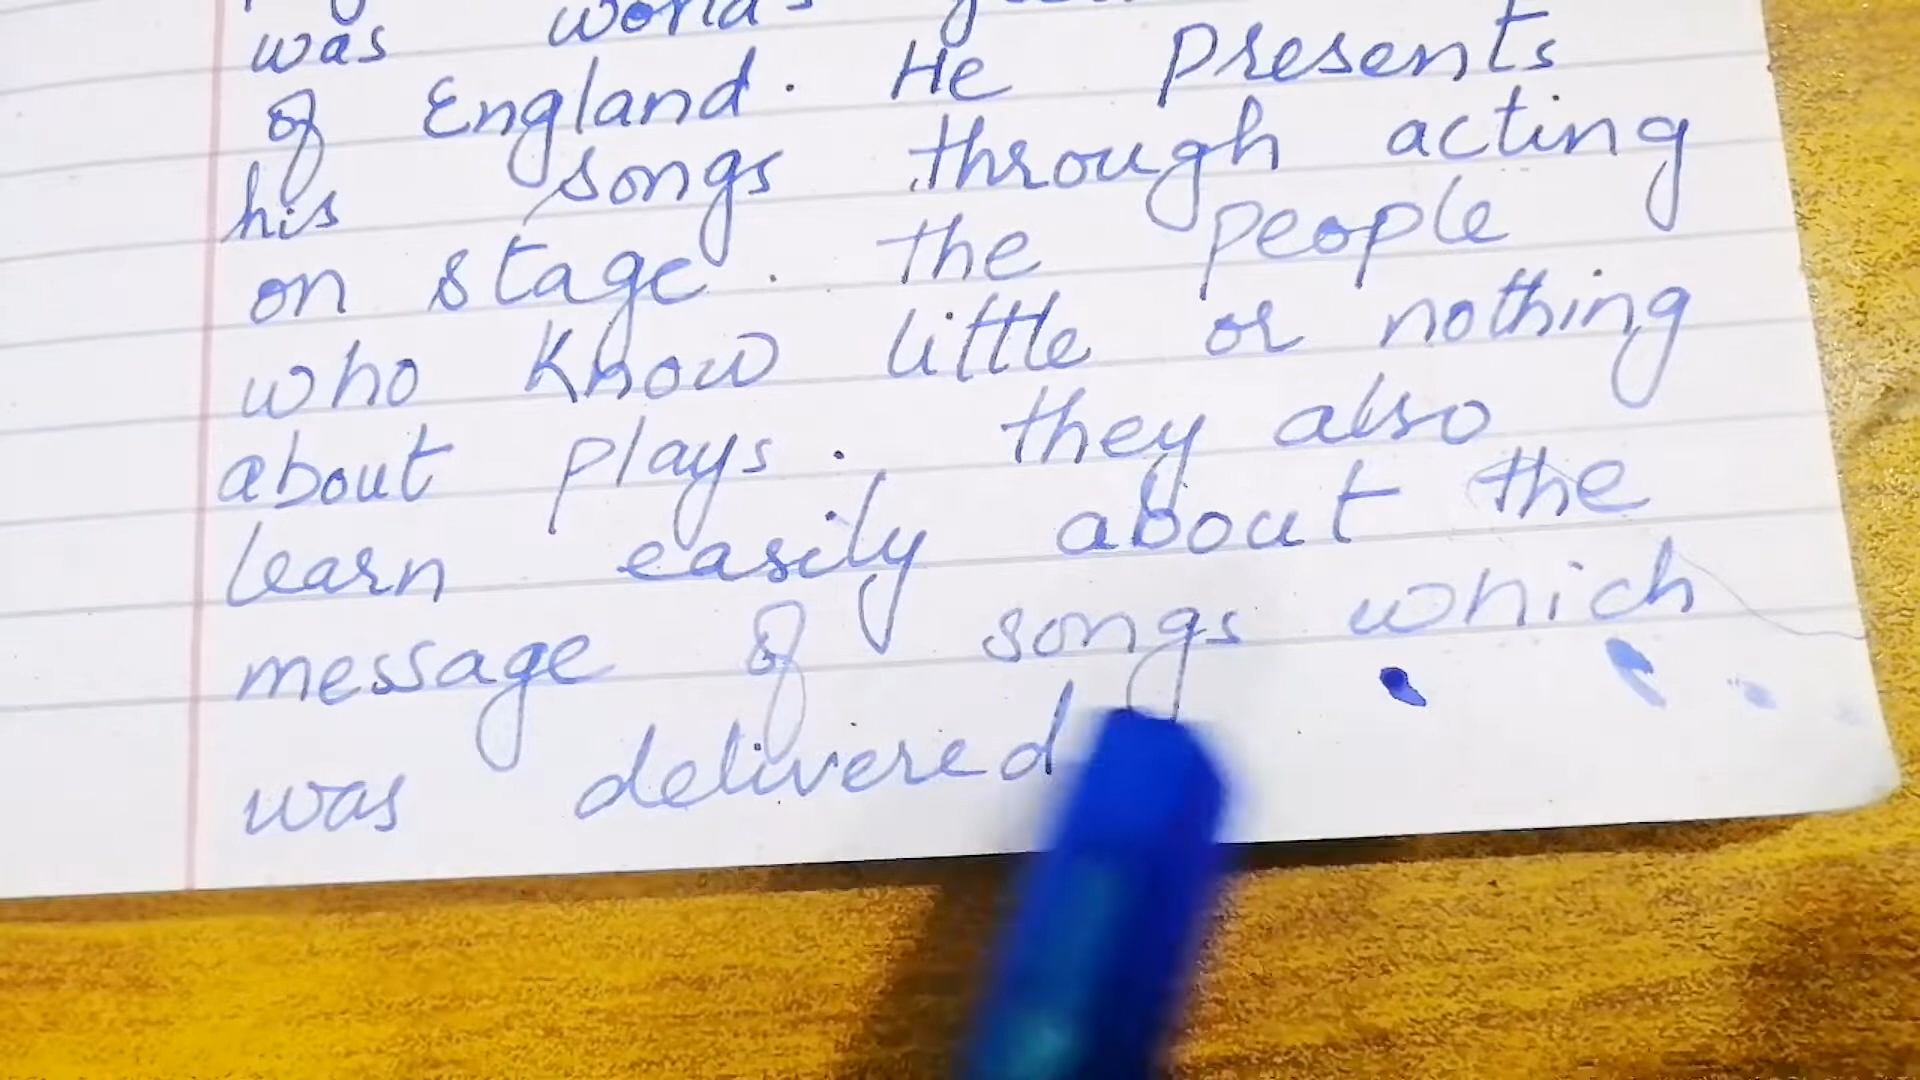 was world's
of England. He presents
his songs through acting
on stage. the people
who know little or nothing
about plays. they also
learn easily about the
message of songs which
was delivered